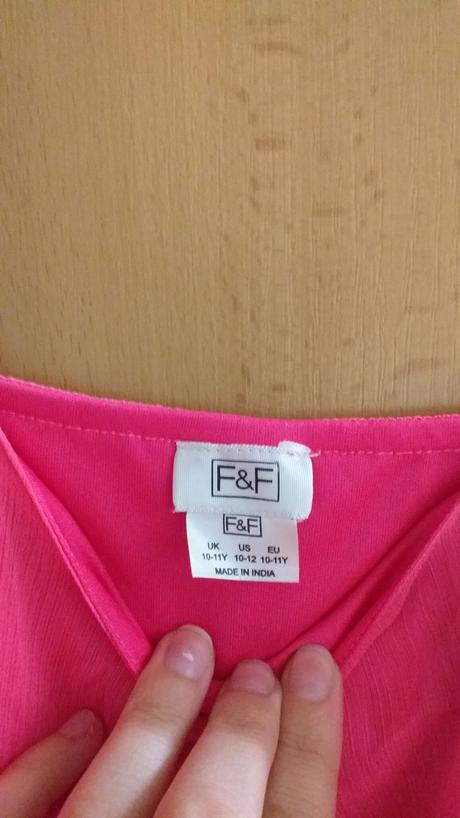 F&F
F&F
UK US EU
10-11Y 10-12 10-11Y
MADE IN INDIA